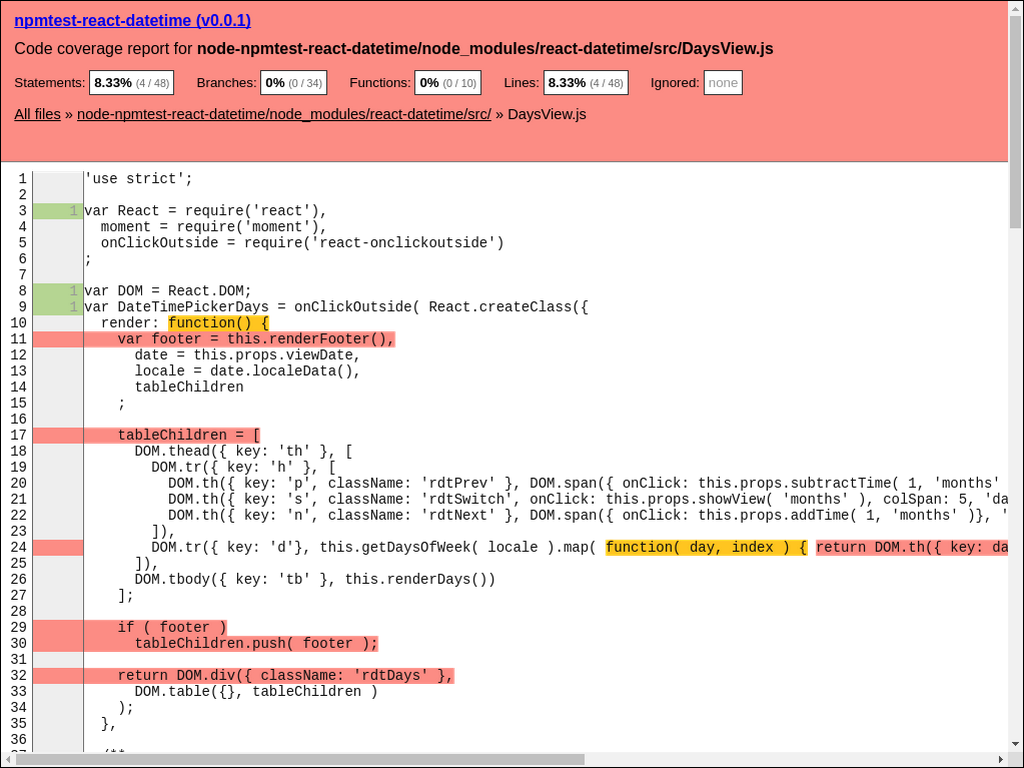 npmtest-react-datetime (v0.0.1)
Code coverage report for node-npmtest-react-datetime/node_modules/react-datetime/src/DaysView.js
Statements: 8.33% (4 / 48) Branches: 0% (0 / 34) Functions: 0% (0 / 10) Lines: 8.33% (4 / 48) Ignored: none
All files » node-npmtest-react-datetime/node_modules/react-datetime/src/ » DaysView.js
1 'use strict';
2
3 1 var React = require('react'),
4 moment = require('moment'),
5 onClickOutside = require('react-onclickoutside')
6 ;
7
8 1 var DOM = React.DOM;
9 1 var DateTimePickerDays = onClickOutside( React.createClass({
10 render: function() {
11 var footer = this.renderFooter(),
12 date = this.props.viewDate,
13 locale = date.localeData(),
14 tableChildren
15 ;
16
17 tableChildren = [
18 DOM.thead({ key: 'th' }, [
19 DOM.tr({ key: 'h' }, [
20 DOM.th({ key: 'p', className: 'rdtPrev' }, DOM.span({ onClick: this.props.subtractTime( 1, 'months'
21 DOM.th({ key: 's', className: 'rdtSwitch', onClick: this.props.showView( 'months' ), colSpan: 5, 'da
22 DOM.th({ key: 'n', className: 'rdtNext' }, DOM.span({ onClick: this.props.addTime( 1, 'months' )}, '
23 ]),
24 DOM.tr({ key: 'd'}, this.getDaysOfWeek( locale ).map( function( day, index ) { return DOM.th({ key: da
25 ]),
26 DOM.tbody({ key: 'tb' }, this.renderDays())
27 ];
28
29 if ( footer )
30 tableChildren.push( footer );
31
32 return DOM.div({ className: 'rdtDays' },
33 DOM.table({}, tableChildren )
34 );
35 },
36